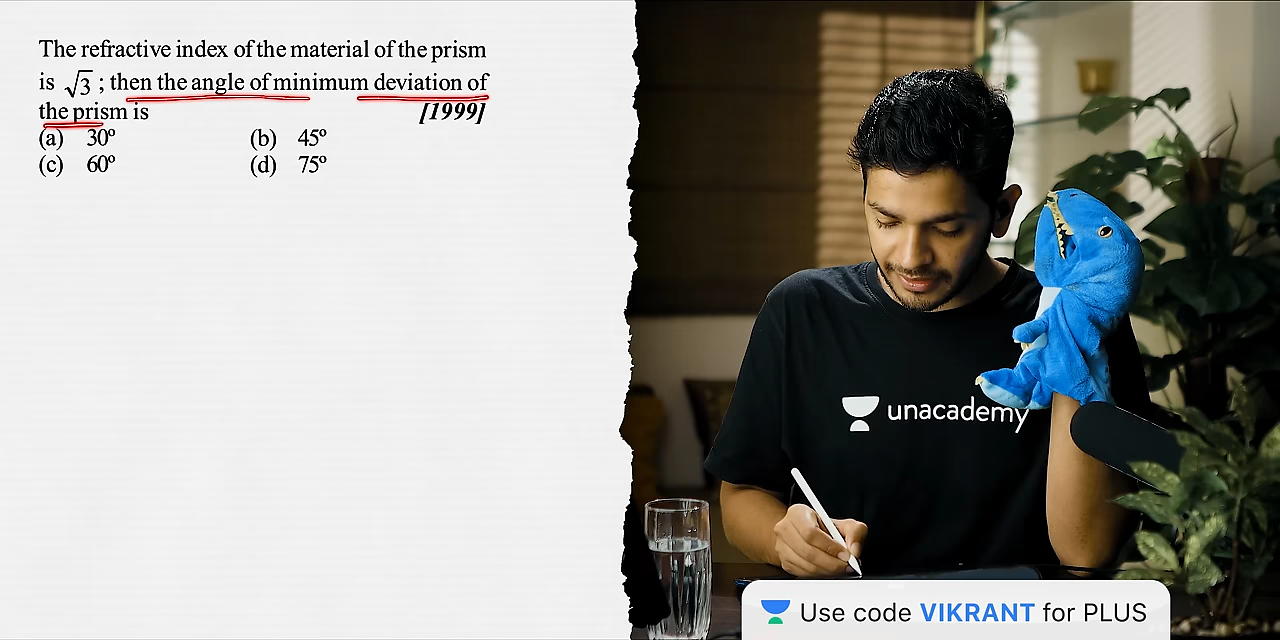 The refractive index of the material of the prism
is √3 ; then the angle of minimum deviation of
the prism is [1999]
(a) 30º (b) 45º
(c) 60º (d) 75º
unacademy
Use code VIKRANT for PLUS